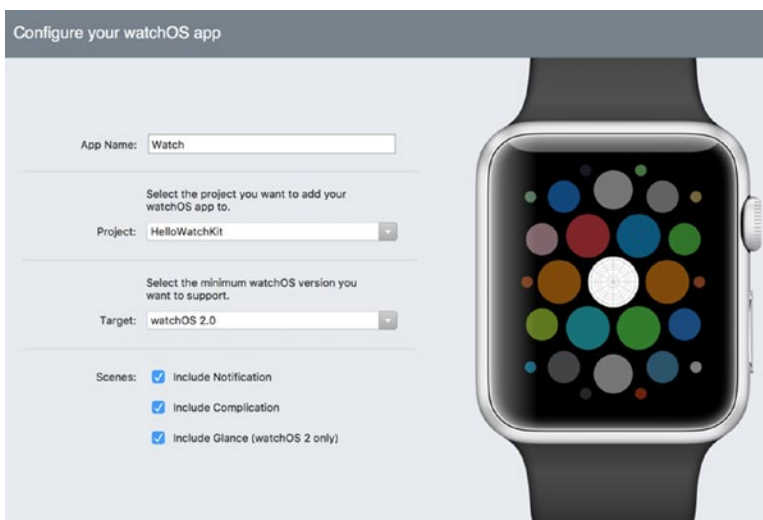 Configure your watchOS app
App Name: Watch
Select the project you want to add your
watchOS app to.
Project: HelloWatchKit
Select the minimum watchOS version you
want to support.
Target: watchOS 2.0
Scenes: Include Notification
Include Complication
Include Glance (watchOS 2 only)